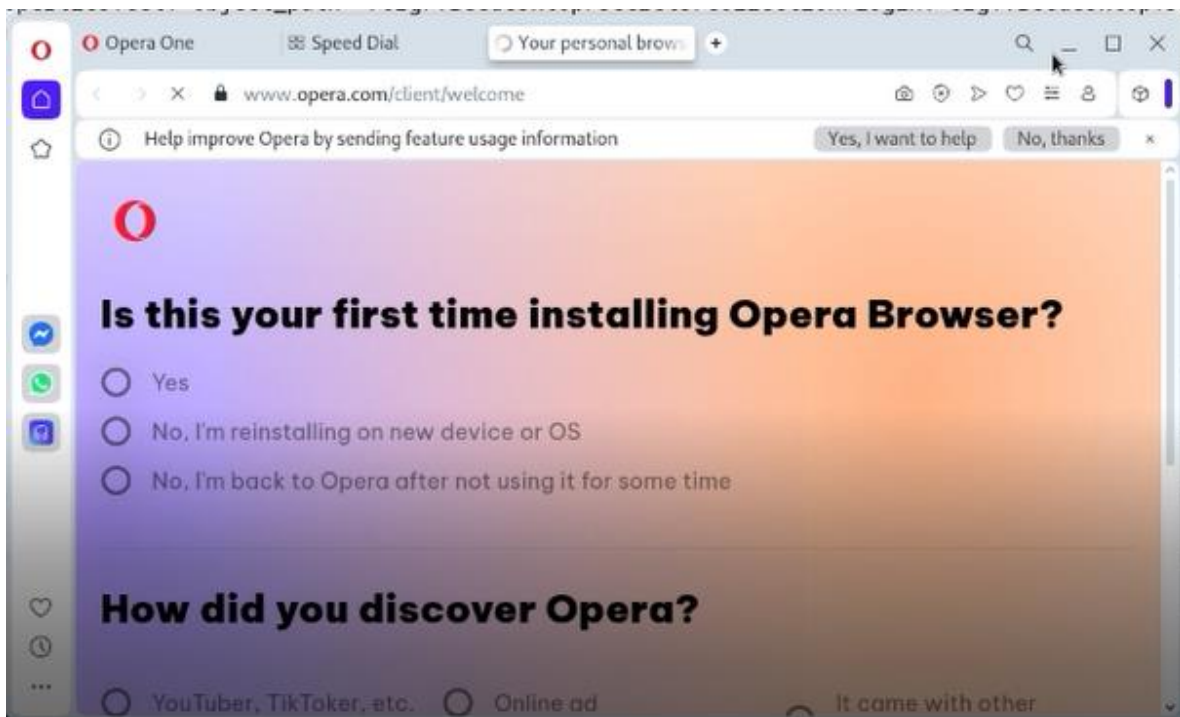 Opera One
Speed Dial
Your personal brow
www.opera.com/client/welcome
Help improve Opera by sending feature usage information
Yes, I want to help
No, thanks
Is this your first time installing Opera Browser?
Yes
No, I'm reinstalling on new device or OS
No, I'm back to Opera after not using it for some time
How did you discover Opera?
YouTuber, TikToker, etc.
Online ad
It came with other